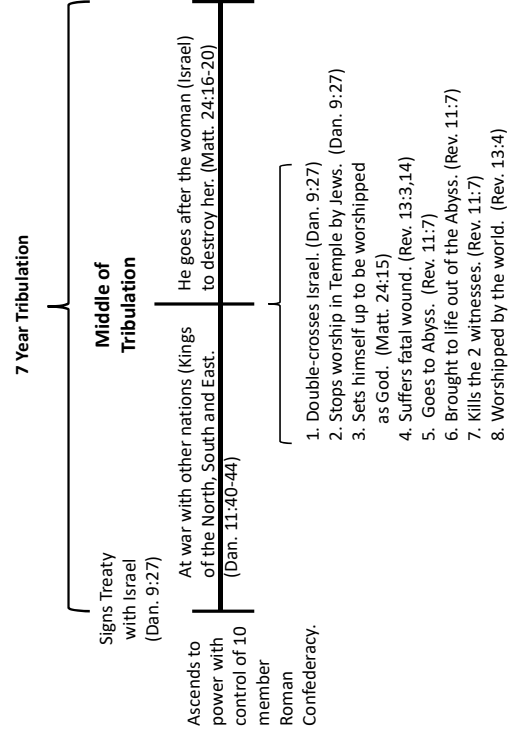 7 Year Tribulation
Signs Treaty
with Israel
(Dan. 9:27)
Middle of
Tribulation
Ascends to
power with
control of 10
member
Roman
Confederacy.
At war with other nations (Kings
of the North, South and East.
(Dan. 11:40-44)
He goes after the woman (Israel)
to destroy her. (Matt. 24:16-20)
1. Double-crosses Israel. (Dan. 9:27)
2. Stops worship in Temple by Jews. (Dan. 9:27)
3. Sets himself up to be worshipped
as God. (Matt. 24:15)
4. Suffers fatal wound. (Rev. 13:3,14)
5. Goes to Abyss. (Rev. 11:7)
6. Brought to life out of the Abyss. (Rev. 11:7)
7. Kills the 2 witnesses. (Rev. 11:7)
8. Worshipped by the world. (Rev. 13:4)